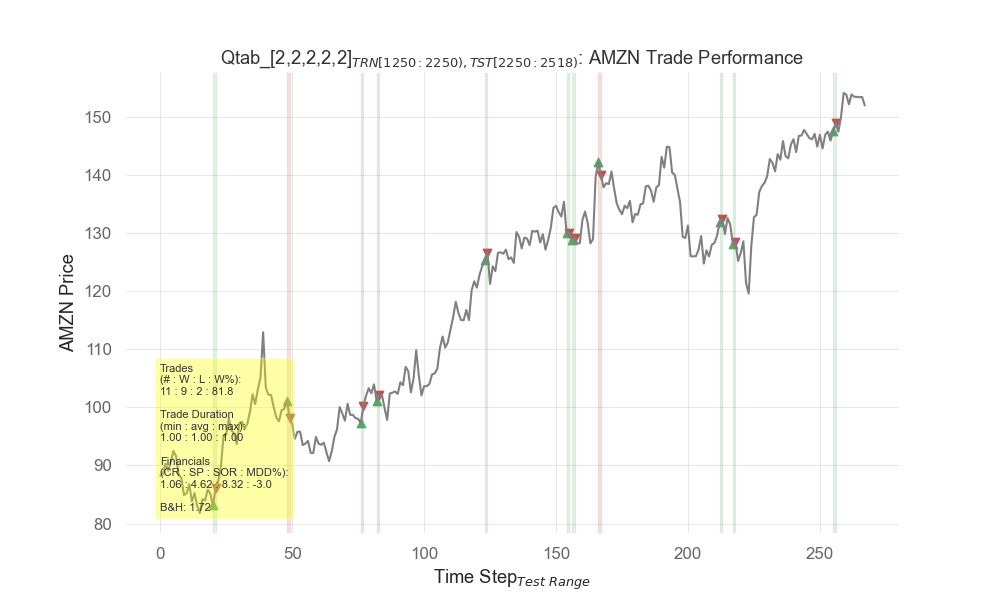 Qtab_[2,2,2,2,2]TRN[1250:2250), TST[2250:2518): AMZN Trade Performance
150
140
130
120
110
100
90
80
AMZN Price
Trades
(# : W : L : W%):
11 : 9 : 2 : 81.8
Trade Duration
(min : avg : max):
1.00 : 1.00 : 1.00
Financials
(CR : SP : SOR : MDD%):
1.06 : 4.62 : 8.32 : -3.0
B&H: 1.72
0
50
100
150
200
250
Time StepTest Range